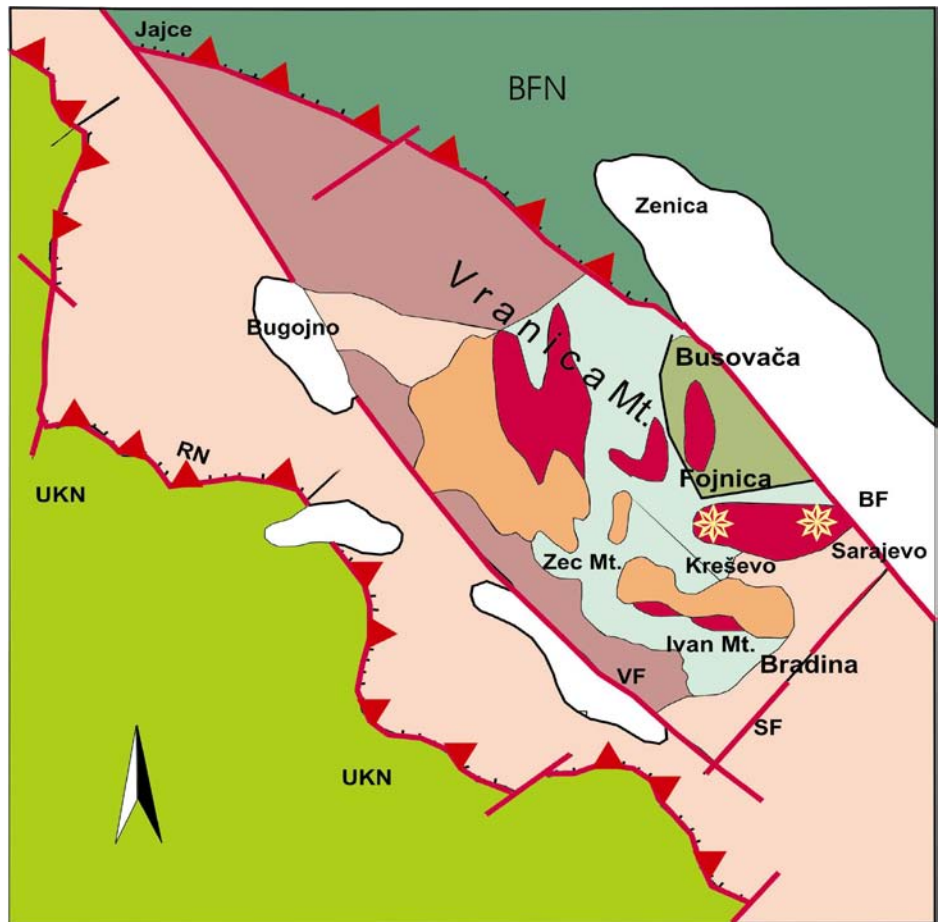 Jajce
BFN
Zenica
Vranica Mt.
Bugojno
Busovača
RN
Fojnica
UKN
BF
Zec Mt.
Kreševo
Sarajevo
Ivan Mt.
Bradina
VF
SF
UKN